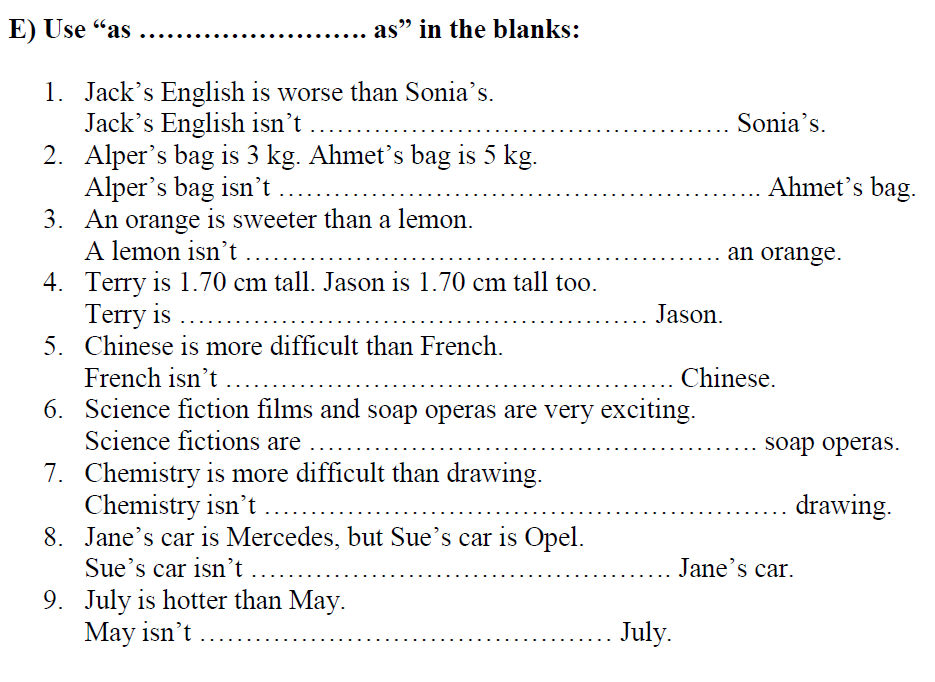 E) Use “as ……………………. as” in the blanks:
1. Jack’s English is worse than Sonia’s.
Jack’s English isn’t ………………………………………. Sonia’s.
2. Alper’s bag is 3 kg. Ahmet’s bag is 5 kg.
Alper’s bag isn’t …………………………………………….. Ahmet’s bag.
3. An orange is sweeter than a lemon.
A lemon isn’t ……………………………………………. an orange.
4. Terry is 1.70 cm tall. Jason is 1.70 cm tall too.
Terry is ……………………………………………. Jason.
5. Chinese is more difficult than French.
French isn’t …………………………………………. Chinese.
6. Science fiction films and soap operas are very exciting.
Science fictions are …………………………………………. soap operas.
7. Chemistry is more difficult than drawing.
Chemistry isn’t ………………………………………………… drawing.
8. Jane’s car is Mercedes, but Sue’s car is Opel.
Sue’s car isn’t ………………………………………. Jane’s car.
9. July is hotter than May.
May isn’t ……………………………………… July.